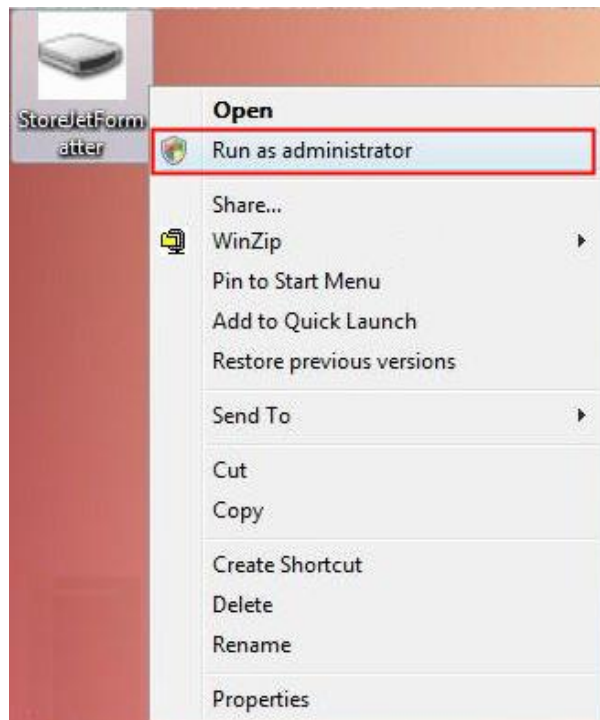 StoreJetForm
atter
Open
Run as administrator
Share...
WinZip
Pin to Start Menu
Add to Quick Launch
Restore previous versions
Send To
Cut
Copy
Create Shortcut
Delete
Rename
Properties